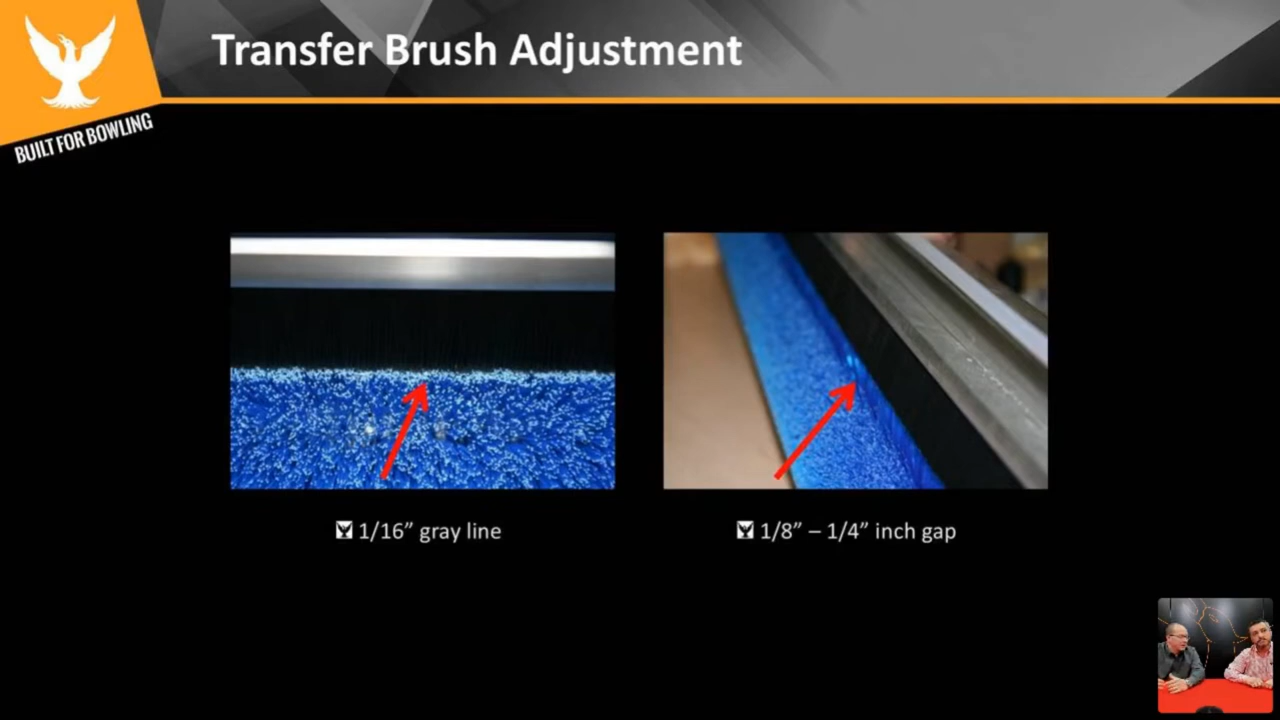 Transfer Brush Adjustment
BUILT FOR BOWLING
1/16” gray line
1/8” – 1/4” inch gap